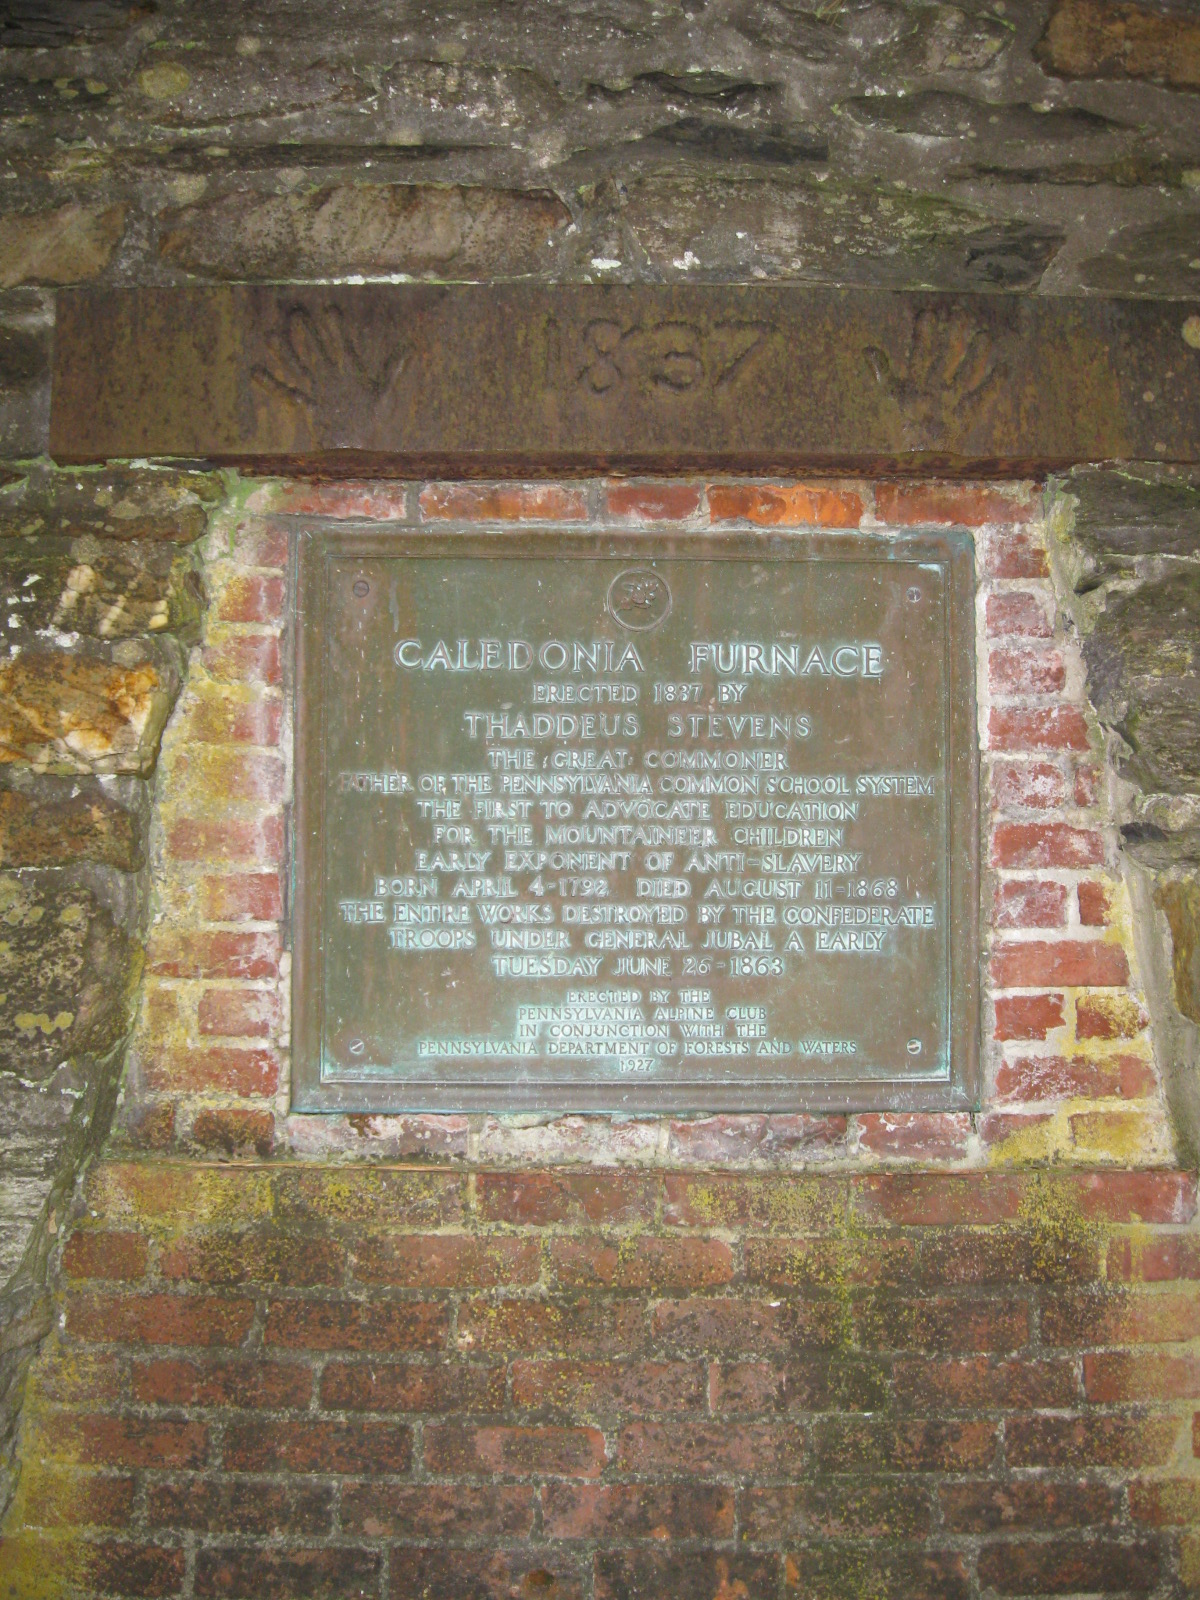 1837
CALEDONIA FURNACE
ERECTED 1837 BY
THADDEUS STEVENS
THE GREAT COMMONER
FATHER OF THE PENNSYLVANIA COMMON SCHOOL SYSTEM
THE FIRST TO ADVOCATE EDUCATION
FOR THE MOUNTAINEER CHILDREN
EARLY EXPONENT OF ANTI-SLAVERY
BORN APRIL 4-1792 DIED AUGUST 11-1868
THE ENTIRE WORKS DESTROYED BY THE CONFEDERATE
TROOPS UNDER GENERAL JUBAL A EARLY
TUESDAY JUNE 26-1863
ERECTED BY THE
PENNSYLVANIA ALPINE CLUB
IN CONJUNCTION WITH THE
PENNSYLVANIA DEPARTMENT OF FORESTS AND WATERS
1927